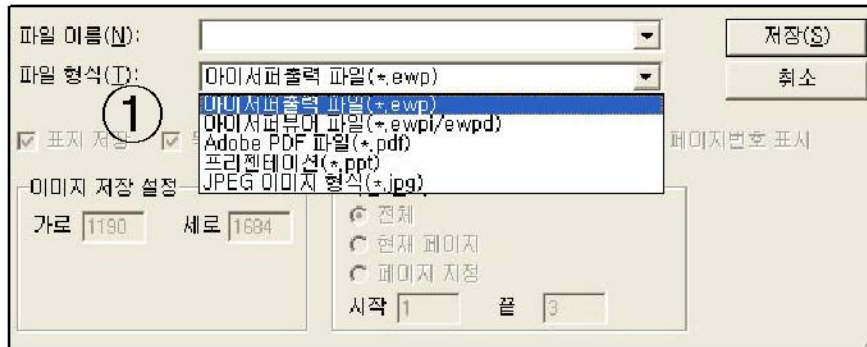 파일 이름(N):
저장(S)
파일 형식(T):
아이서퍼출력 파일(*.ewp)
취소
①
아이서퍼출력 파일(*.ewp)
아이서퍼뷰어 파일(*.ewpi/ewpd)
Adobe PDF 파일(*.pdf)
프리젠테이션(*.ppt)
JPEG 이미지 형식(*.jpg)
표지 저장
페이지번호 표시
이미지 저장 설정
가로 1190 세로 1684
전체
현재 페이지
페이지 지정
시작 1 끝 3